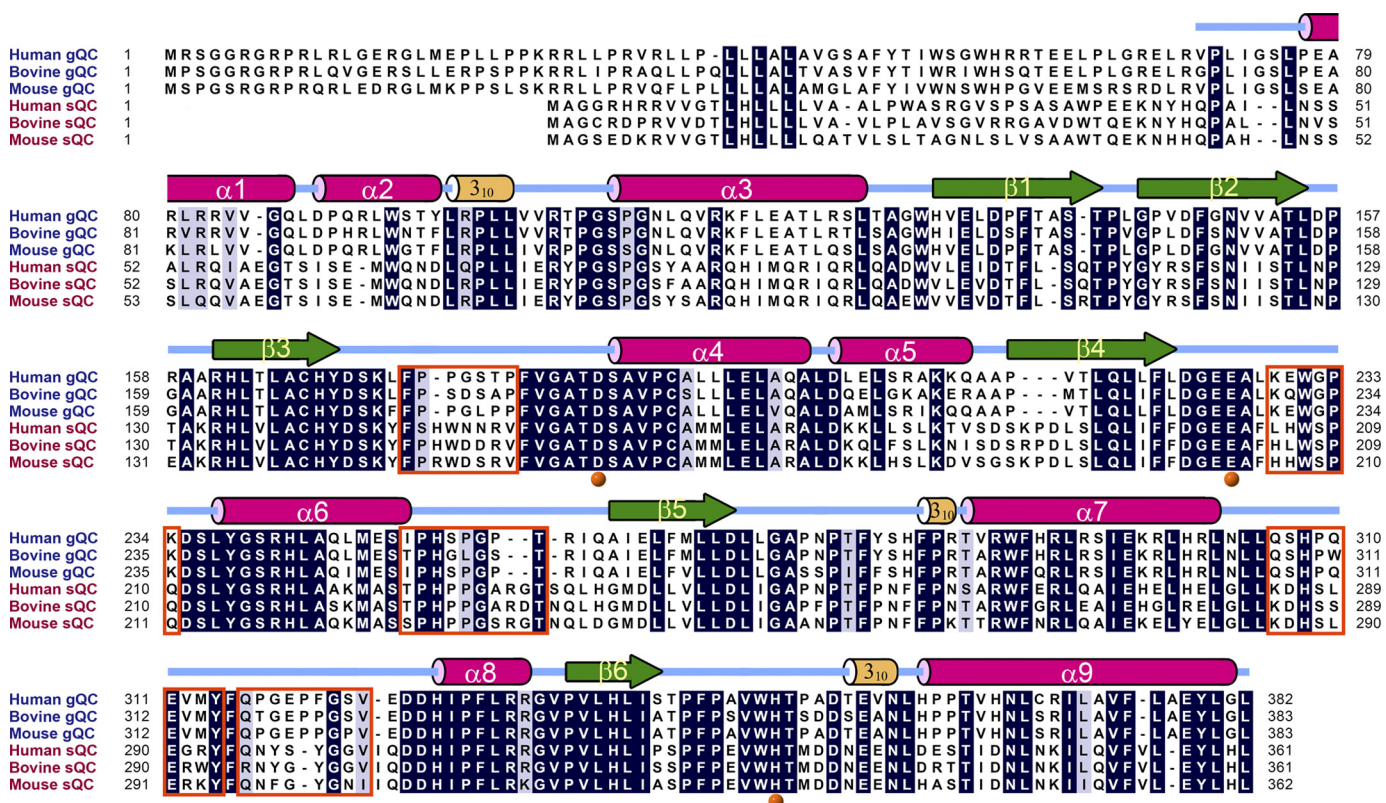 Human gQC 1 MRSGGRGRPRLRLGERGLMEPLLPPKRRLLPRVRLLP-LLLALAVGSAFYTIWSGWHRRTEELPLGRELRVPLIGSLPEA 79
Bovine gQC 1 MPSGGRGRPRLQVGERSLLERPSPPKRRLIPRAQLLPQLLLALTVASVFYTIWRIWHSQTEELPLGRELRGPLIGSLPEA 80
Mouse gQC 1 MSPGSRGRPRQRLEDRGLMKPPSLSKRRLLPRVQFLPLLLLALAMGLAFYIVWNSWHPGVEEMSRSRDLRVPLIGSLSEA 80
Human sQC 1 MAGGRHRRVVGTLHLLLLVA-ALPWASRGVSPSASAWPEEKNYHQPAI--LNSS 51
Bovine sQC 1 MAGCRDPRVVDTLHLLLLVA-VLPLAVSGVRRGAVDWTQEKNYHQPAL--LNVS 51
Mouse sQC 1 MAGSEDKRVVGTLHLLLLQATVLSLTAGNLSLVSAAWTQEKNHHQPAH--LNSS 52
α1 α2 3₁₀ α3 β1 β2
Human gQC 80 RLRRVV-GQLDPQRLWSTYLRPLLVVRTPGSPGNLQVRKFLEATLRSLTAGWHVELDPFTAS-TPLGPVDFGNVVATLDP 157
Bovine gQC 81 RVRRVV-GQLDPHRLWNTFLRPLLVVRTPGSPGNLQVRKFLEATLRTLSAGWHIELDSFTAS-TPVGPLDFSNVVATLDP 158
Mouse gQC 81 KLRLVV-GQLDPQRLWGTFLRPLLIVRPPGSPGNLQVRKFLEATLQSLSAGWHVELDPFTAS-TPLGPLDFGNVVATLDP 158
Human sQC 52 ALRQIAEGTSISE-MWQNDLQPLLIERYPGSPGSYAARQHIMQRIQRLQADWVLEIDTFL-SQTPYGYRSFSNIISTLNP 129
Bovine sQC 52 SLRQVAEGTSISE-MWQNDLRPLLIERYPGSPGSFAARQHIMQRIQRLQADWVLEVDTFL-SQTPYGYRSFSNIISTLNP 129
Mouse sQC 53 SLQQVAEGTSISE-MWQNDLRPLLIERYPGSPGSYSARQHIMQRIQRLQAEWVVEVDTFL-SRTPYGYRSFSNIISTLNP 130
β3 α4 α5 β4
Human gQC 158 RAARHLTLACHYDSKLFP-PGSTPFVGATDSAVPCALLLELAQALDLELSRAKKQAAP---VTLQLLFLDGEEALKEWGP 233
Bovine gQC 159 GAARHLTLACHYDSKLFP-SDSAPFVGATDSAVPCSLLLELAQALDQELGKAKERAAP---MTLQLIFLDGEEALKQWGP 234
Mouse gQC 159 GAARHLTLACHYDSKFFP-PGLPPFVGATDSAVPCALLLELVQALDAMLSRIKQQAAP---VTLQLLFLDGEEALKEWGP 234
Human sQC 130 TAKRHLVLACHYDSKYFSHWNNRVFVGATDSAVPCAMMLELARALDKKLLSLKTVSDSKPDLSLQLIFFDGEEAFLHWSP 209
Bovine sQC 130 TAKRHLVLACHYDSKYFPHWDDRVFVGATDSAVPCAMMLELARALDKQLFSLKNISDSRPDLSLQLIFFDGEEAFLRWSP 209
Mouse sQC 131 EAKRHLVLACHYDSKYFPRWDSRVFVGATDSAVPCAMMLELARALDKKLHSLKDVSGSKPDLSLQLIFFDGEEAFHHWSP 210
α6 β5 3₁₀ α7
Human gQC 234 KDSLYGSRHLAQLMESIPHSPGP--T-RIQAIELFMLLDLLGAPNPTFYSHFPRTVRWFHRLRSIEKRLHRLNLLQSHPQ 310
Bovine gQC 235 KDSLYGSRHLAQLMESTPHGLGS--T-RIQAIELFMLLDLLGAPNPTFYSHFPRTARWFHRLRSIEKRLHRLNLLQSHPW 311
Mouse gQC 235 KDSLYGSRHLAQIMESIPHSPGP--T-RIQAIELFVLLDLLGASSPIFFSHFPRTARWFQRLRSIEKRLHRLNLLQSHPQ 311
Human sQC 210 QDSLYGSRHLAAKMASTPHPPGARGTSQLHGMDLLVLLDLIGAPNPTFPNFFPNSARWFERLQAIEHELHELGLLKDHSL 289
Bovine sQC 210 QDSLYGSRHLASKMASTPHPPGARDTNQLHGMDLLVLLDLIGAPFPTFPNFFPNTARWFGRLEAIEHGLRELGLLKDHSS 289
Mouse sQC 211 QDSLYGSRHLAQKMASSPHPPGSRGTNQLDGMDLLVLLDLIGAANPTFPNFFPKTTRWFNRLQAIEKELYELGLLKDHSL 290
α8 β6 3₁₀ α9
Human gQC 311 EVMYFQPGEPFGSV-EDDHIPFLRRGVPVLHLISTPFPAVWHTPADTEVNLHPPTVHNLCRILAVF-LAEYLGL 382
Bovine gQC 312 EVMYFQTGEPPGSV-EDDHIPFLRRGVPVLHLIATPFPSVWHTSDDSEANLHPPTVHNLSRILAVF-LAEYLGL 383
Mouse gQC 312 EVMYFQPGEPPGPV-EDDHIPFLRRGVPVLHLIATPFPAVWHTPADTEANLHPPTVHNLSRILAVF-LAEYLGL 383
Human sQC 290 EGRYFQNYS-YGGVIQDDHIPFLRRGVPVLHLIPSPFPEVWHTMDDNEENLDESTIDNLNKILQVFVL-EYLHL 361
Bovine sQC 290 ERWYFRNYG-YGGVIQDDHIPFLRRGVPVLHLISSPFPEVWHTMDDNEENLDRTTIDNLNKILQVFVL-EYLHL 361
Mouse sQC 291 ERKYFQNFG-YGNIIQDDHIPFLRKGVPVLHLIASPFPEVWHTMDDNEENLHASTIDNLNKIIQVFVL-EYLHL 362